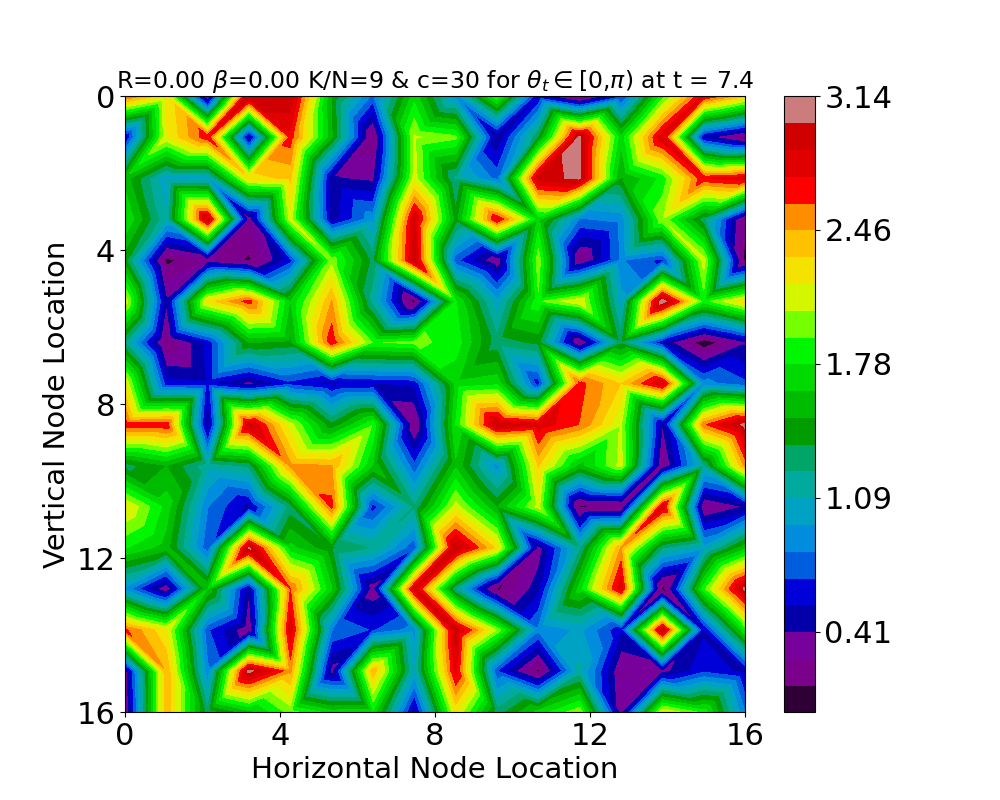 R=0.00 β=0.00 K/N=9 & c=30 for θ_t ∈ [0,π) at t = 7.4
0
4
8
12
16
Vertical Node Location
0 4 8 12 16
Horizontal Node Location
3.14
2.46
1.78
1.09
0.41